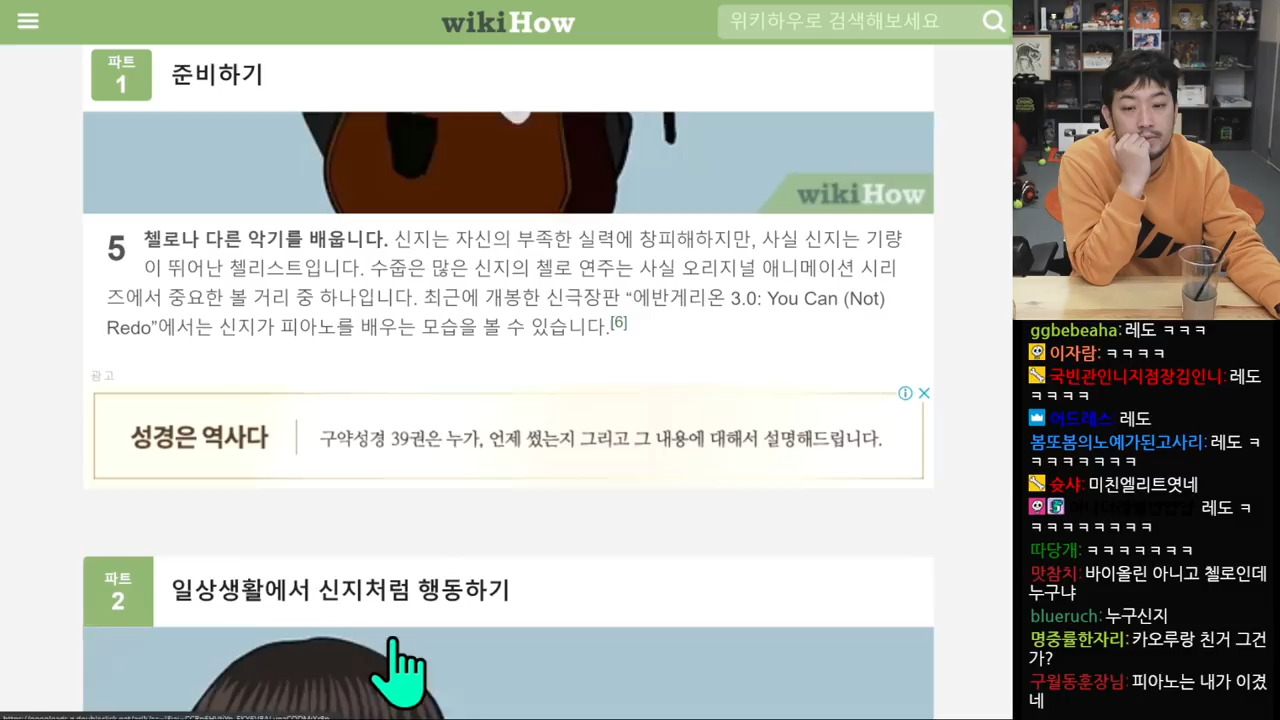 wikiHow
위키하우로 검색해보세요
파트
1
준비하기
wikiHow
5
첼로나 다른 악기를 배웁니다. 신지는 자신의 부족한 실력에 창피해하지만, 사실 신지는 기량
이 뛰어난 첼리스트입니다. 수줍은 많은 신지의 첼로 연주는 사실 오리지널 애니메이션 시리
즈에서 중요한 볼 거리 중 하나입니다. 최근에 개봉한 신극장판 “에반게리온 3.0: You Can (Not)
Redo”에서는 신지가 피아노를 배우는 모습을 볼 수 있습니다.[6]
광고
성경은 역사다
구약성경 39권은 누가, 언제 썼는지 그리고 그 내용에 대해서 설명해드립니다.
파트
2
일상생활에서 신지처럼 행동하기
ggbebeaha: 레도 ㅋㅋㅋ
이자람: ㅋㅋㅋㅋ
국빈관인니지점장김인니: 레도
ㅋㅋㅋㅋ
어드레스: 레도
봄또봄의노예가된고사리: 레도 ㅋ
ㅋㅋㅋㅋㅋㅋㅋ
슛샤: 미친엘리트엿네
레도 ㅋ
ㅋㅋㅋㅋㅋㅋㅋㅋ
따당개: ㅋㅋㅋㅋㅋㅋㅋ
맛참치: 바이올린 아니고 첼로인데
누구냐
blueruch: 누구신지
명중률한자리: 카오루랑 친거 그건
가?
구월동훈장님: 피아노는 내가 이겼
네